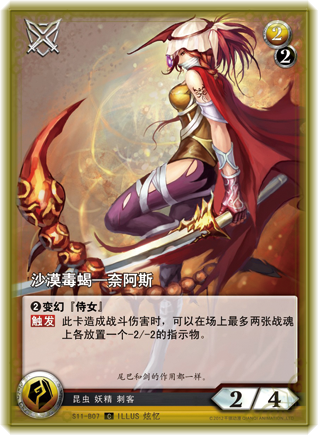 2
2
沙漠毒蝎—奈阿斯
❷变幻『侍女』
触发 此卡造成战斗伤害时，可以在场上最多两张战魂
上各放置一个-2/-2的指示物。
尾巴和剑的作用都一样。
昆虫 妖精 刺客
2/4
S11-007 C ILLUS 炫忆